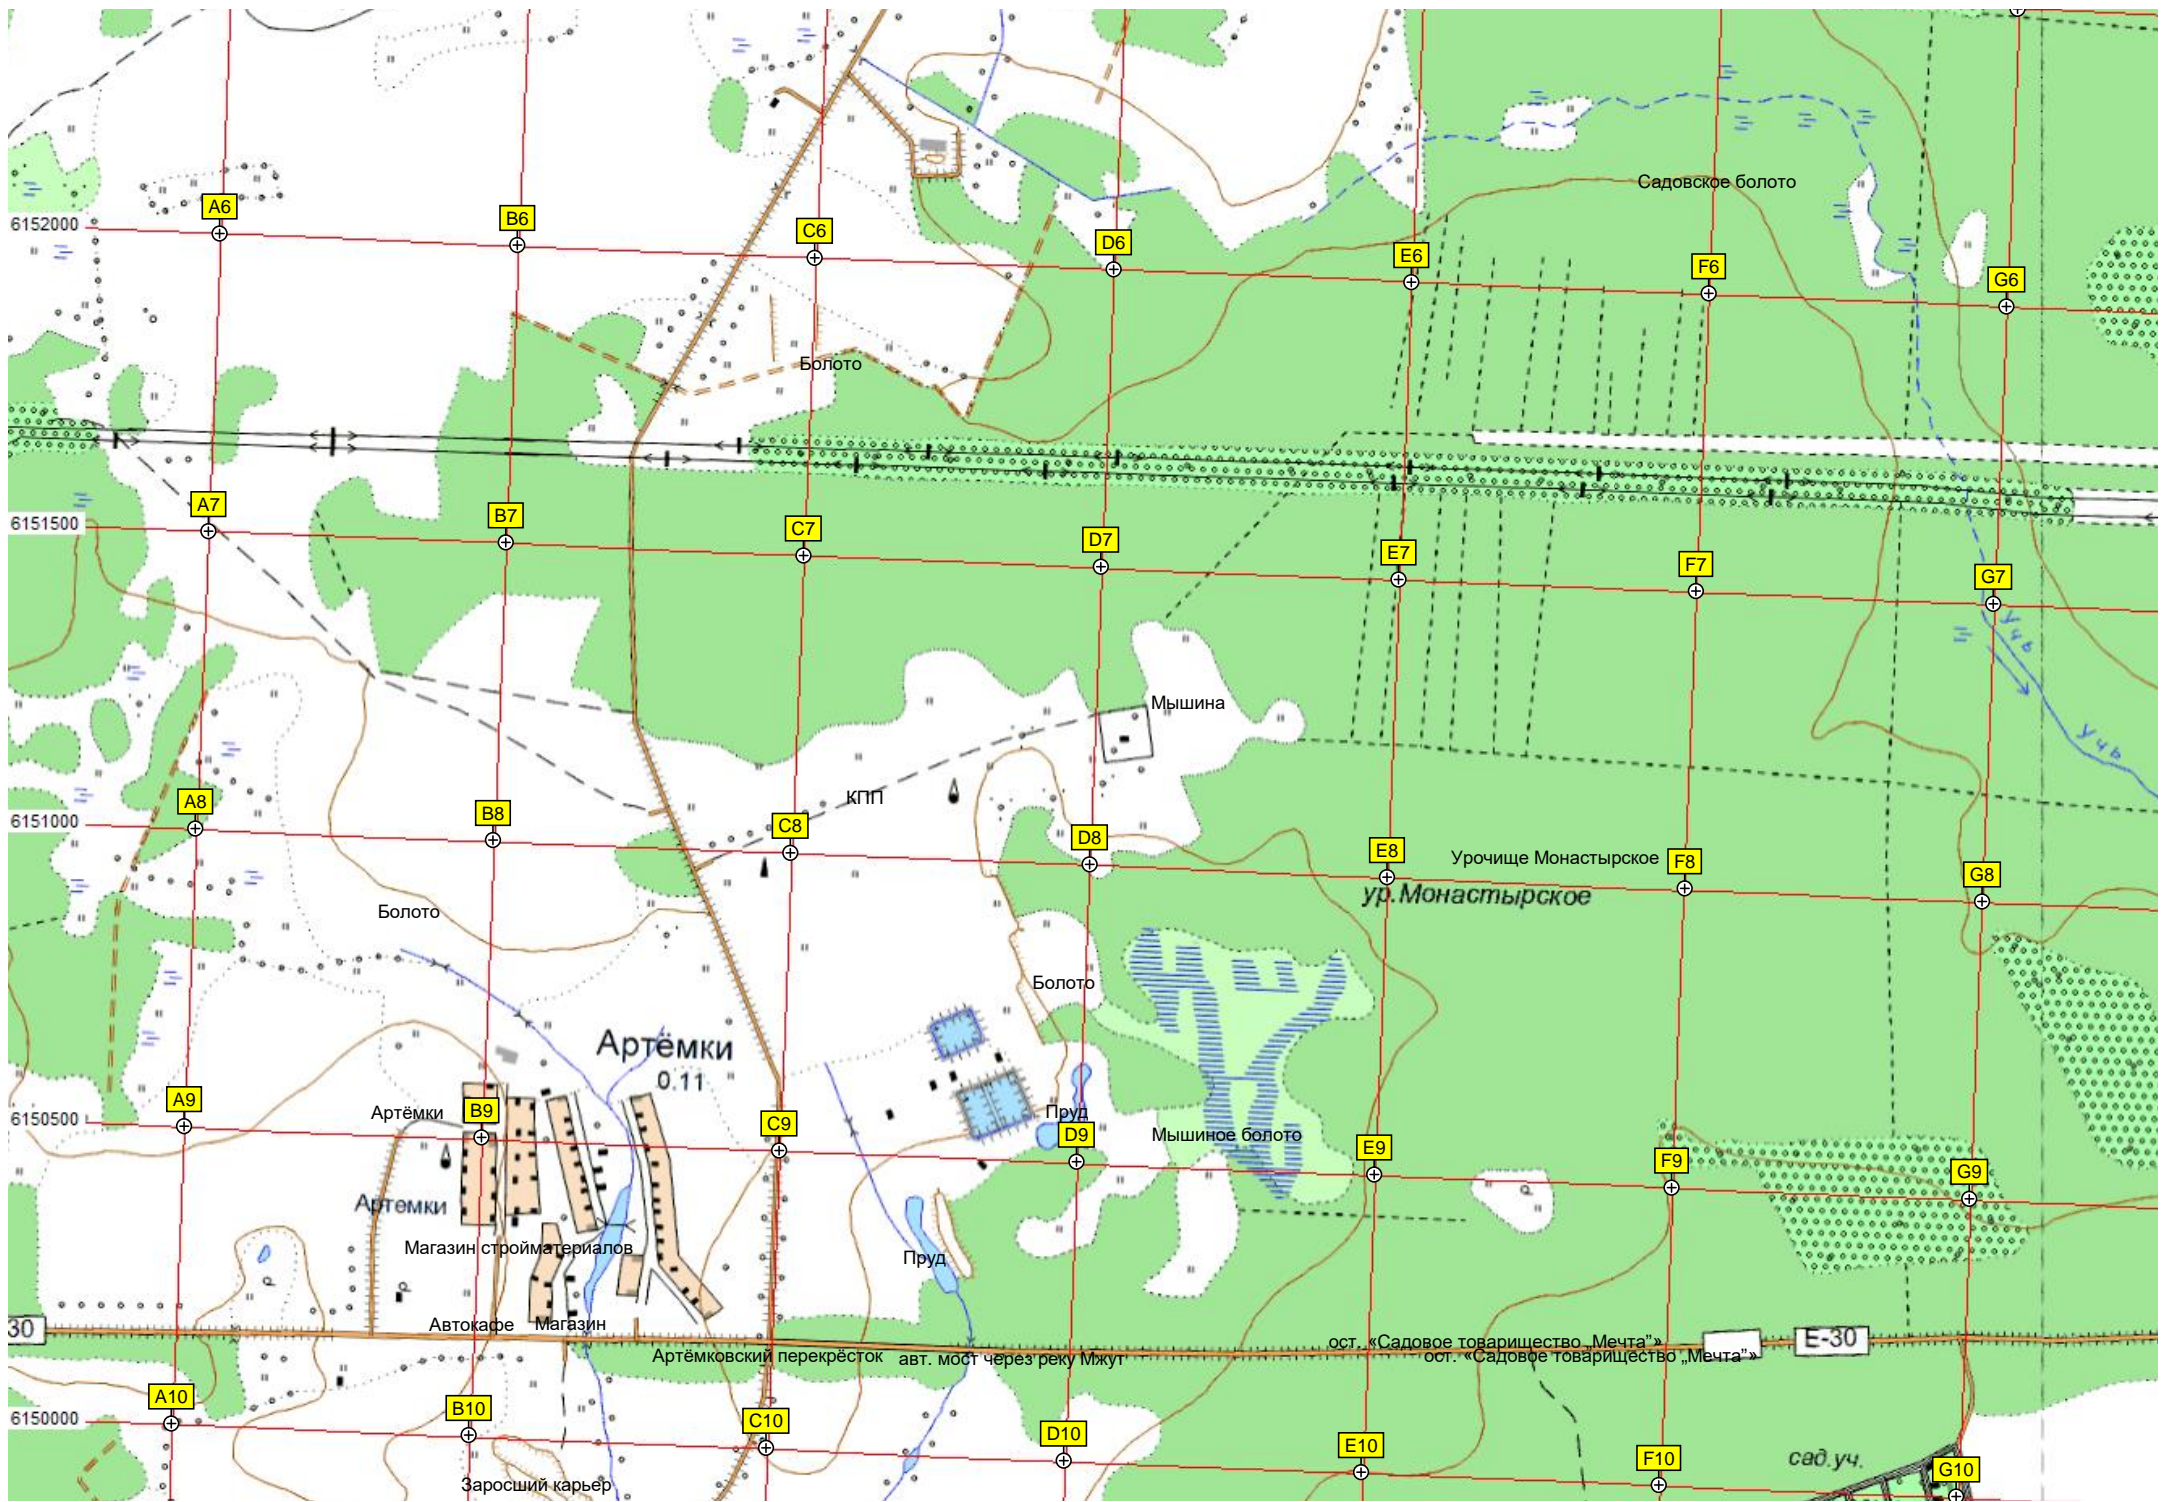 Садовское болото
A6
B6
C6
D6
E6
F6
G6
6152000
Болото
A7
B7
C7
D7
E7
F7
G7
6151500
Учь
Мышина
Учь
КПП
A8
B8
C8
D8
E8
F8
G8
6151000
Урочище Монастырское
ур.Монастырское
Болото
Болото
Артёмки
0.11
A9
B9
C9
D9
E9
F9
G9
6150500
Артёмки
Пруд
Мышиное болото
Артемки
Магазин стройматериалов
Пруд
30
Автокафе
Магазин
E-30
ост. «Садовое товарищество „Мечта"»
Артёмковский перекрёсток
авт. мост через реку Мжут
ост. «Садовое товарищество „Мечта"»
A10
B10
C10
D10
E10
F10
G10
6150000
сад.уч.
Заросший карьер